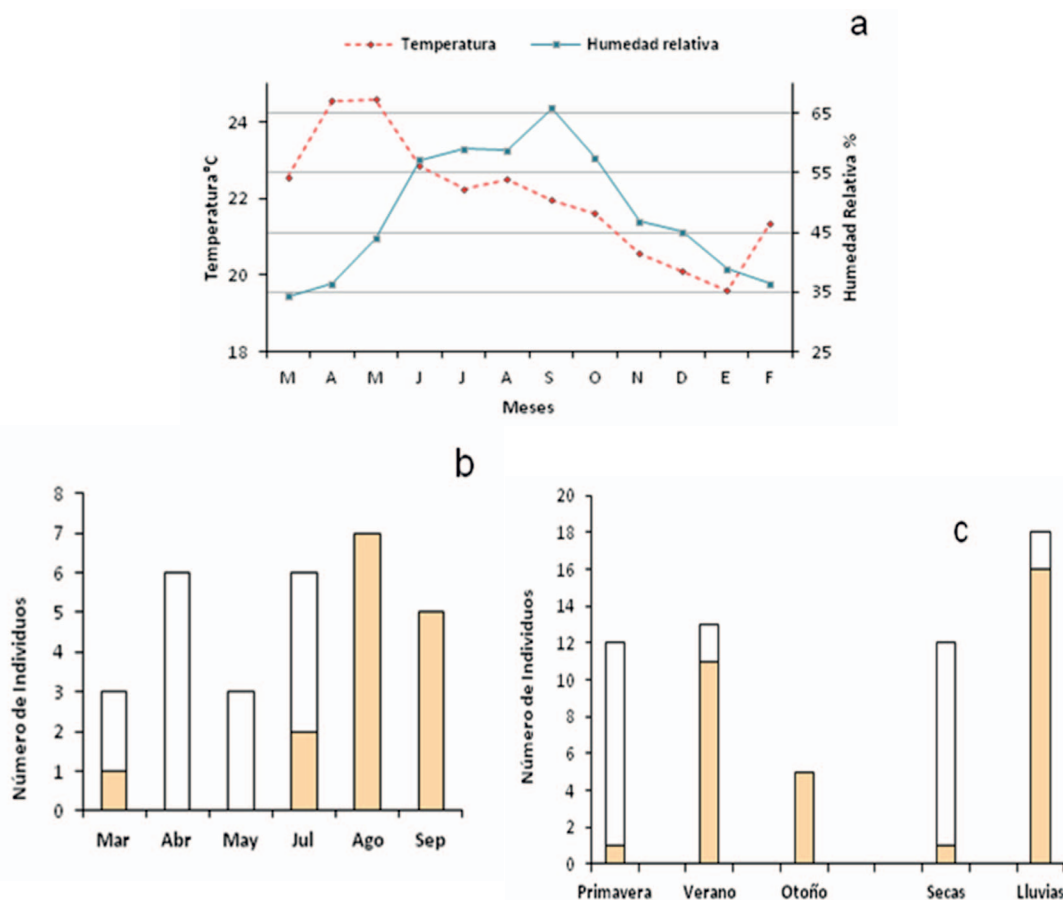 a
Temperatura Humedad relativa
Temperatura °C
24
22
20
18
65
55
45
35
25
Humedad Relativa %
M A M J J A S O N D E F
Meses
b
Número de Individuos
8
7
6
5
4
3
2
1
0
Mar Abr May Jul Ago Sep
c
Número de Individuos
20
18
16
14
12
10
8
6
4
2
0
Primavera Verano Otoño Secas Lluvias